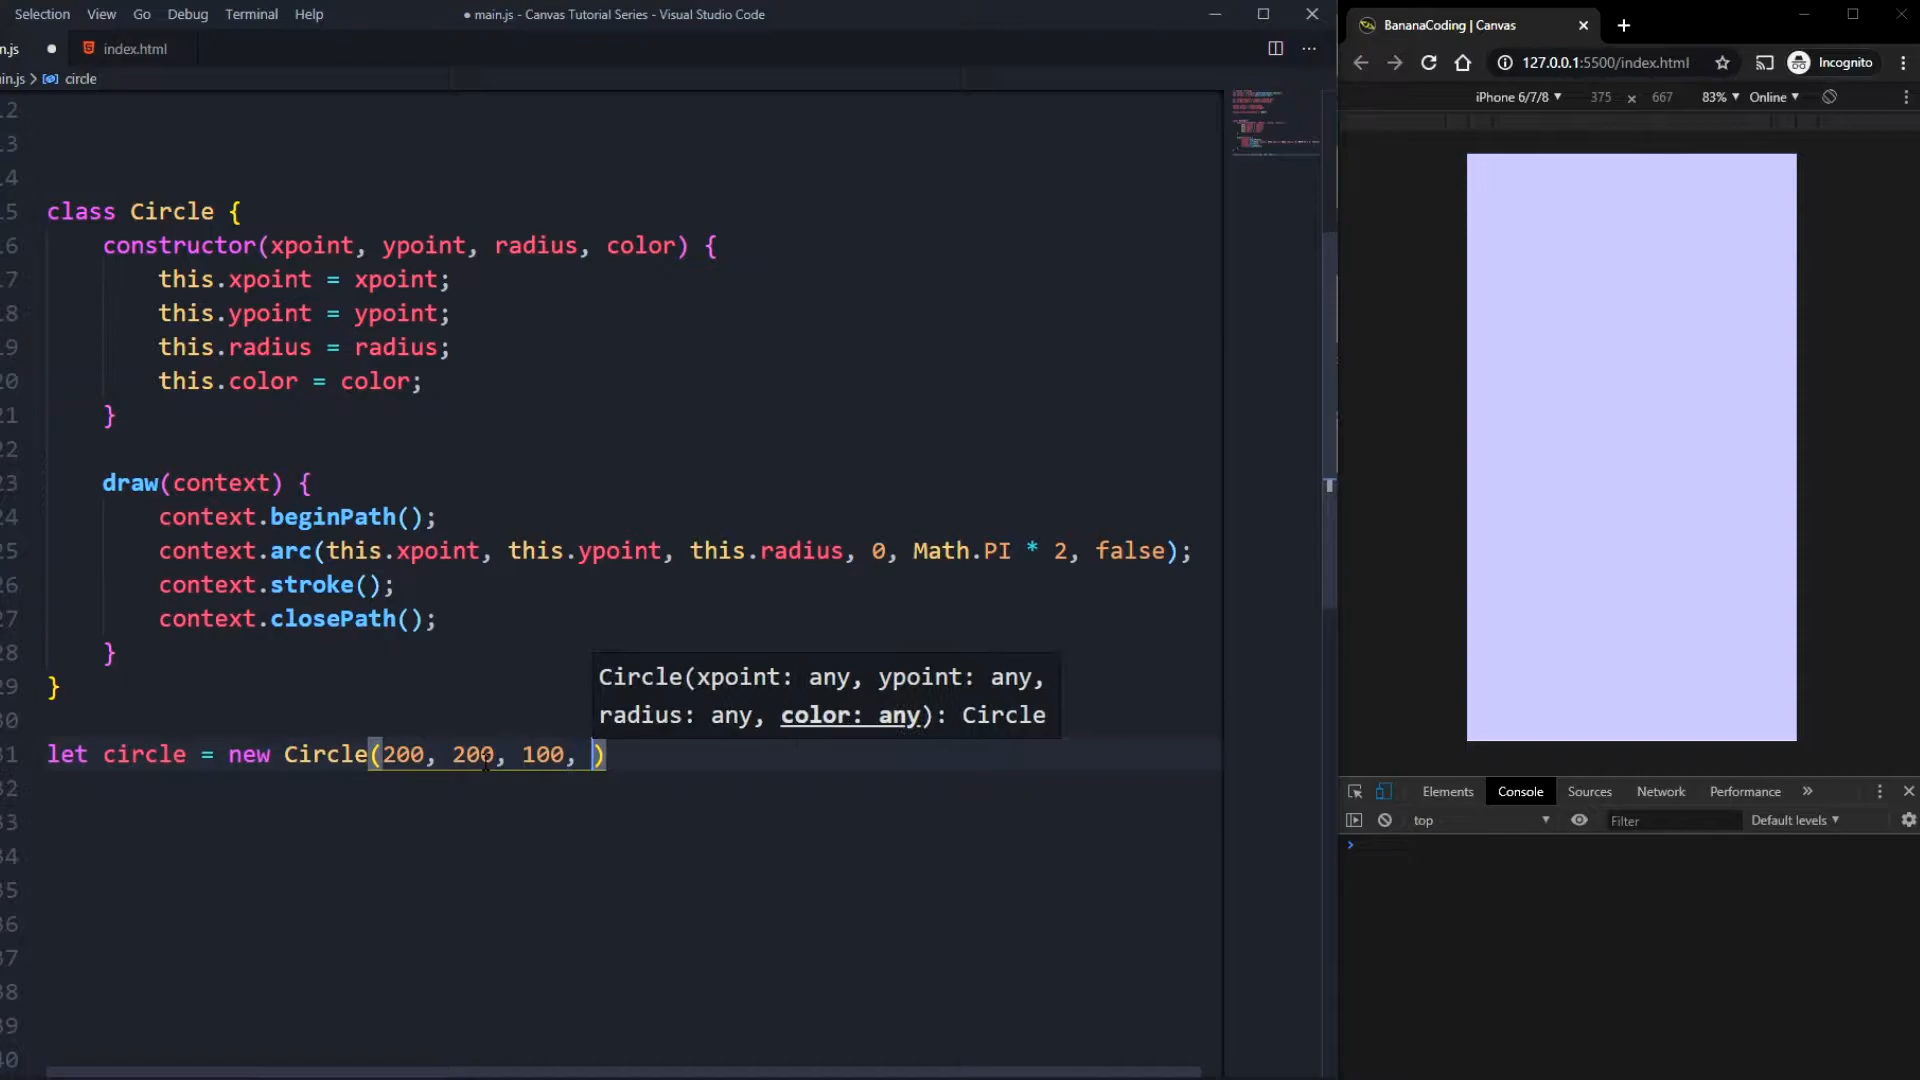 Selection View Go Debug Terminal Help
● main.js - Canvas Tutorial Series - Visual Studio Code
n.js ● index.html
in.js > circle
class Circle {
constructor(xpoint, ypoint, radius, color) {
this.xpoint = xpoint;
this.ypoint = ypoint;
this.radius = radius;
this.color = color;
}
draw(context) {
context.beginPath();
context.arc(this.xpoint, this.ypoint, this.radius, 0, Math.PI * 2, false);
context.stroke();
context.closePath();
}
}
Circle(xpoint: any, ypoint: any,
radius: any, color: any): Circle
let circle = new Circle(200, 200, 100, )
BananaCoding | Canvas
127.0.0.1:5500/index.html
Incognito
iPhone 6/7/8 375 × 667 83% Online
Elements Console Sources Network Performance »
top Filter Default levels